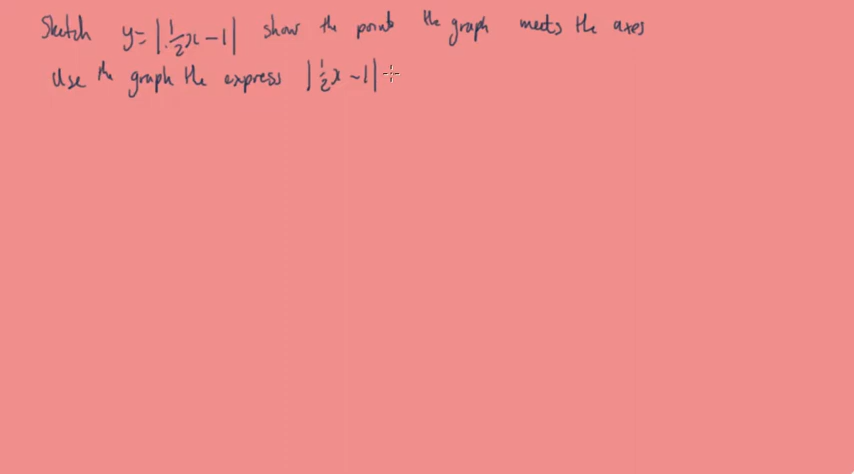 Sketch y = |½x − 1| show the points the graph meets the axes
Use the graph the express |½x − 1|